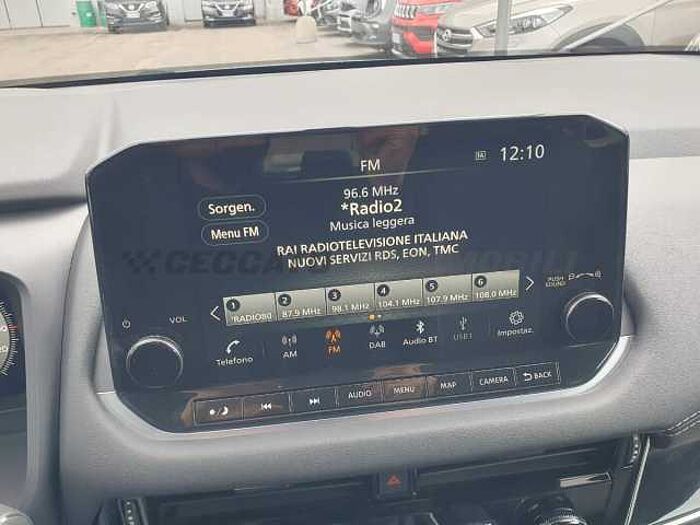 FM
12:10
96.6 MHz
Sorgen.
*Radio2
Musica leggera
Menu FM
RAI RADIOTELEVISIONE ITALIANA
NUOVI SERVIZI RDS, EON, TMC
1 2 3 4 5 6
*RADIO80 87.9 MHz 98.1 MHz 104.1 MHz 107.9 MHz 108.0 MHz
VOL
PUSH
SOUND
Telefono AM FM DAB Audio BT USB1 Impostaz.
AUDIO MENU MAP CAMERA BACK